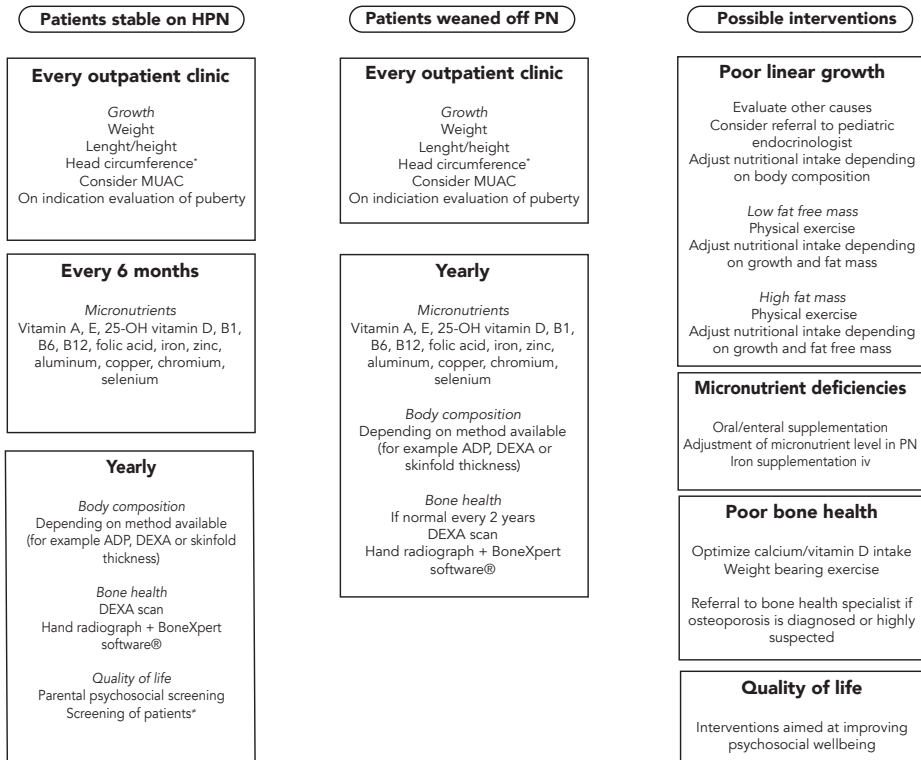 Patients stable on HPN
Every outpatient clinic
Growth
Weight
Lenght/height
Head circumference*
Consider MUAC
On indication evaluation of puberty
Every 6 months
Micronutrients
Vitamin A, E, 25-OH vitamin D, B1,
B6, B12, folic acid, iron, zinc,
aluminum, copper, chromium,
selenium
Yearly
Body composition
Depending on method available
(for example ADP, DEXA or skinfold
thickness)
Bone health
DEXA scan
Hand radiograph + BoneXpert
software®
Quality of life
Parental psychosocial screening
Screening of patients*
Patients weaned off PN
Every outpatient clinic
Growth
Weight
Lenght/height
Head circumference*
Consider MUAC
On indiciation evaluation of puberty
Yearly
Micronutrients
Vitamin A, E, 25-OH vitamin D, B1,
B6, B12, folic acid, iron, zinc,
aluminum, copper, chromium,
selenium
Body composition
Depending on method available
(for example ADP, DEXA or
skinfold thickness)
Bone health
If normal every 2 years
DEXA scan
Hand radiograph + BoneXpert
software®
Possible interventions
Poor linear growth
Evaluate other causes
Consider referral to pediatric
endocrinologist
Adjust nutritional intake depending
on body composition
Low fat free mass
Physical exercise
Adjust nutritional intake depending
on growth and fat mass
High fat mass
Physical exercise
Adjust nutritional intake depending
on growth and fat free mass
Micronutrient deficiencies
Oral/enteral supplementation
Adjustment of micronutrient level in PN
Iron supplementation iv
Poor bone health
Optimize calcium/vitamin D intake
Weight bearing exercise
Referral to bone health specialist if
osteoporosis is diagnosed or highly
suspected
Quality of life
Interventions aimed at improving
psychosocial wellbeing